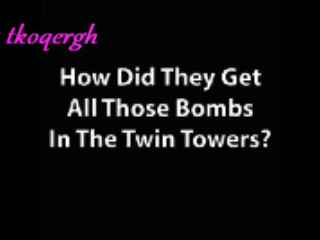 tkoqergh
How Did They Get
All Those Bombs
In The Twin Towers?